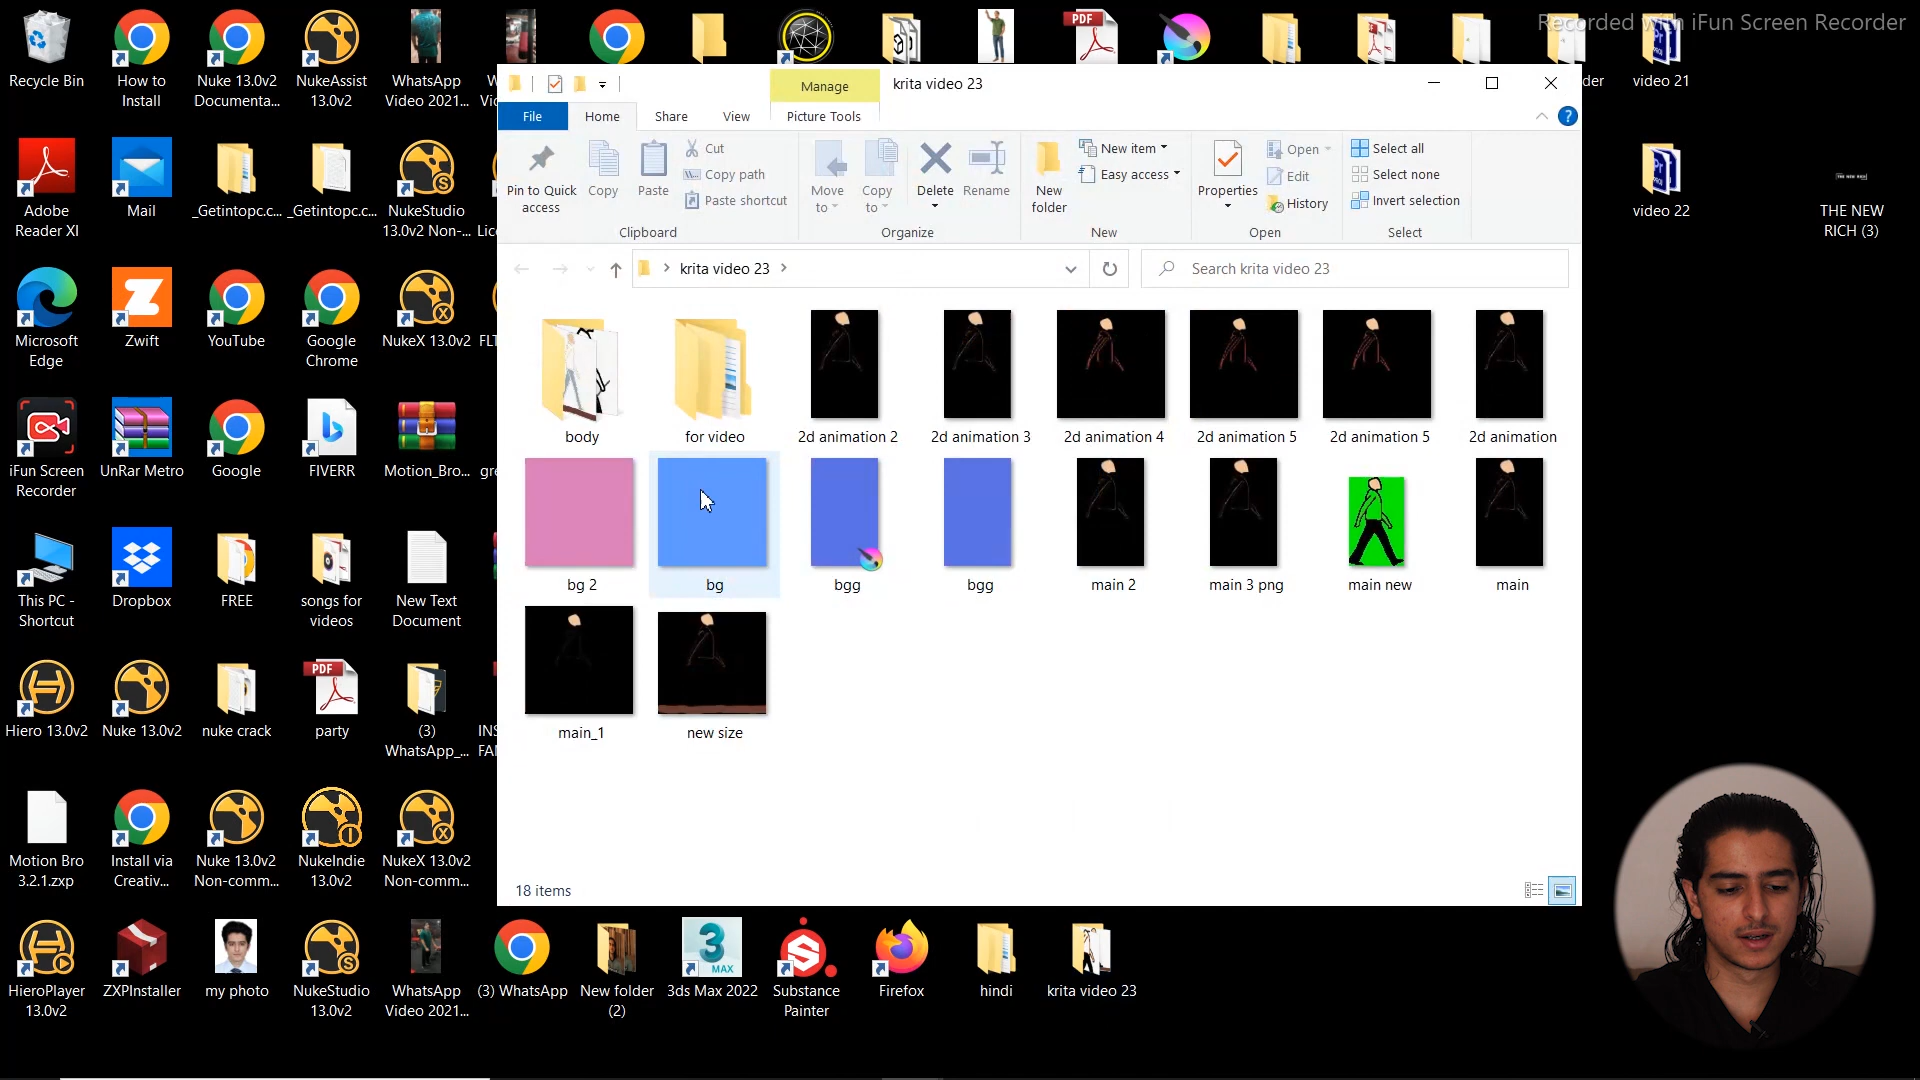 Recorded with iFun Screen Recorder
krita video 23
Manage
File
Home
Share
View
Picture Tools
Pin to Quick access
Copy
Paste
Cut
Copy path
Paste shortcut
Clipboard
Move to
Copy to
Delete
Rename
Organize
New folder
New item
Easy access
New
Properties
Open
Edit
History
Open
Select all
Select none
Invert selection
Select
krita video 23
Search krita video 23
body
for video
2d animation 2
2d animation 3
2d animation 4
2d animation 5
2d animation 5
2d animation
bg 2
bg
bgg
bgg
main 2
main 3 png
main new
main
main_1
new size
18 items
Recycle Bin
How to Install
Nuke 13.0v2 Documenta...
NukeAssist 13.0v2
WhatsApp Video 2021...
PDF
der
video 21
Adobe Reader XI
Mail
_Getintopc.c...
_Getintopc.c...
NukeStudio 13.0v2 Non-...
video 22
THE NEW RICH (3)
Microsoft Edge
Zwift
YouTube
Google Chrome
NukeX 13.0v2
FLT
iFun Screen Recorder
UnRar Metro
Google
FIVERR
Motion_Bro...
This PC - Shortcut
Dropbox
FREE
songs for videos
New Text Document
Hiero 13.0v2
Nuke 13.0v2
nuke crack
PDF
party
(3) WhatsApp_...
Motion Bro 3.2.1.zxp
Install via Creativ...
Nuke 13.0v2 Non-comm...
NukeIndie 13.0v2
NukeX 13.0v2 Non-comm...
HieroPlayer 13.0v2
ZXPInstaller
my photo
NukeStudio 13.0v2
WhatsApp Video 2021...
(3) WhatsApp
New folder (2)
3 MAX
3ds Max 2022
Substance Painter
Firefox
hindi
krita video 23